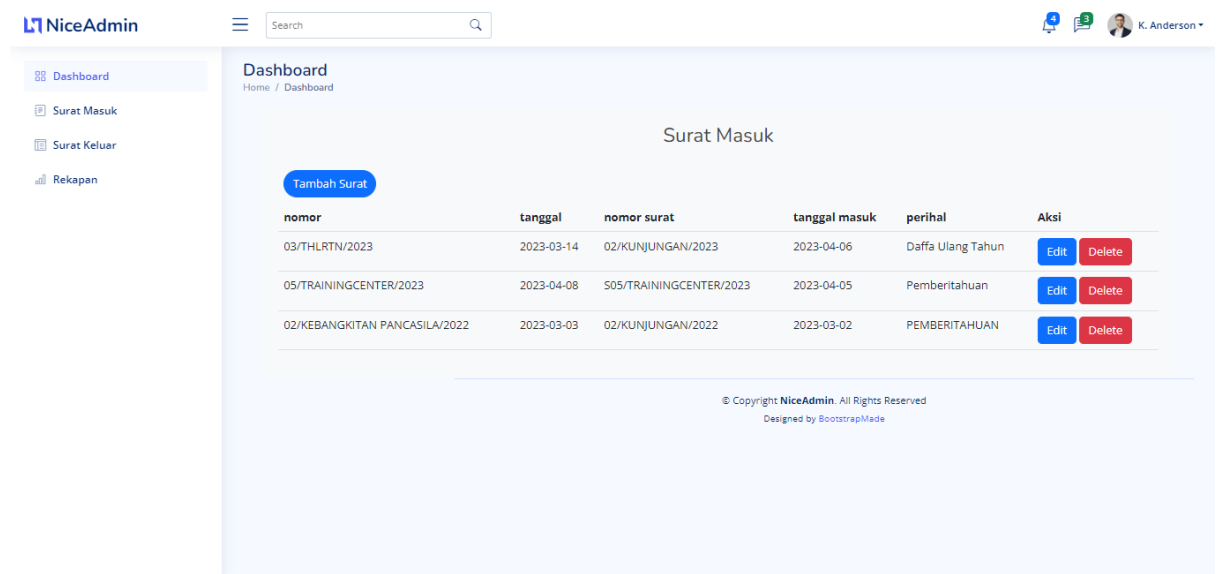 NiceAdmin
Search
4
3
K. Anderson
Dashboard
Surat Masuk
Surat Keluar
Rekapan
Dashboard
Home / Dashboard
Surat Masuk
Tambah Surat
nomor tanggal nomor surat tanggal masuk perihal Aksi
03/THLRTN/2023 2023-03-14 02/KUNJUNGAN/2023 2023-04-06 Daffa Ulang Tahun Edit Delete
05/TRAININGCENTER/2023 2023-04-08 S05/TRAININGCENTER/2023 2023-04-05 Pemberitahuan Edit Delete
02/KEBANGKITAN PANCASILA/2022 2023-03-03 02/KUNJUNGAN/2022 2023-03-02 PEMBERITAHUAN Edit Delete
© Copyright NiceAdmin. All Rights Reserved
Designed by BootstrapMade